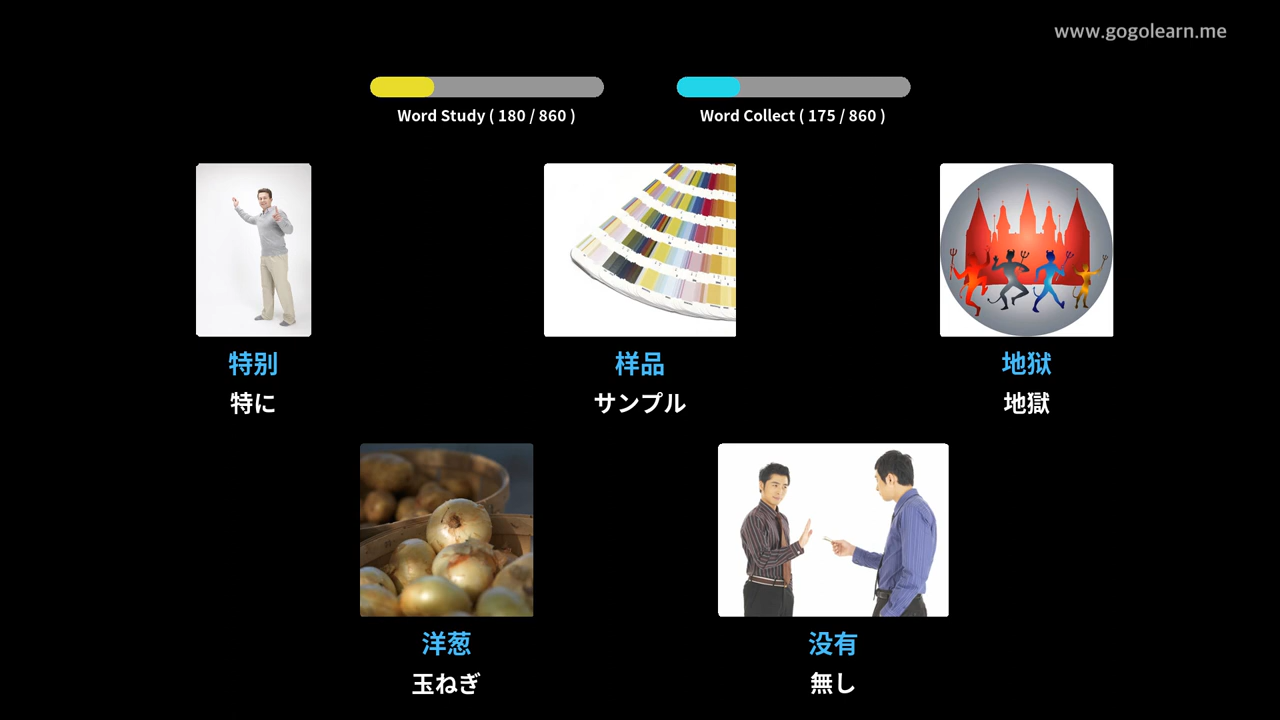 www.gogolearn.me
Word Study ( 180 / 860 )
Word Collect ( 175 / 860 )
特别
特に
样品
サンプル
地狱
地獄
洋葱
玉ねぎ
没有
無し